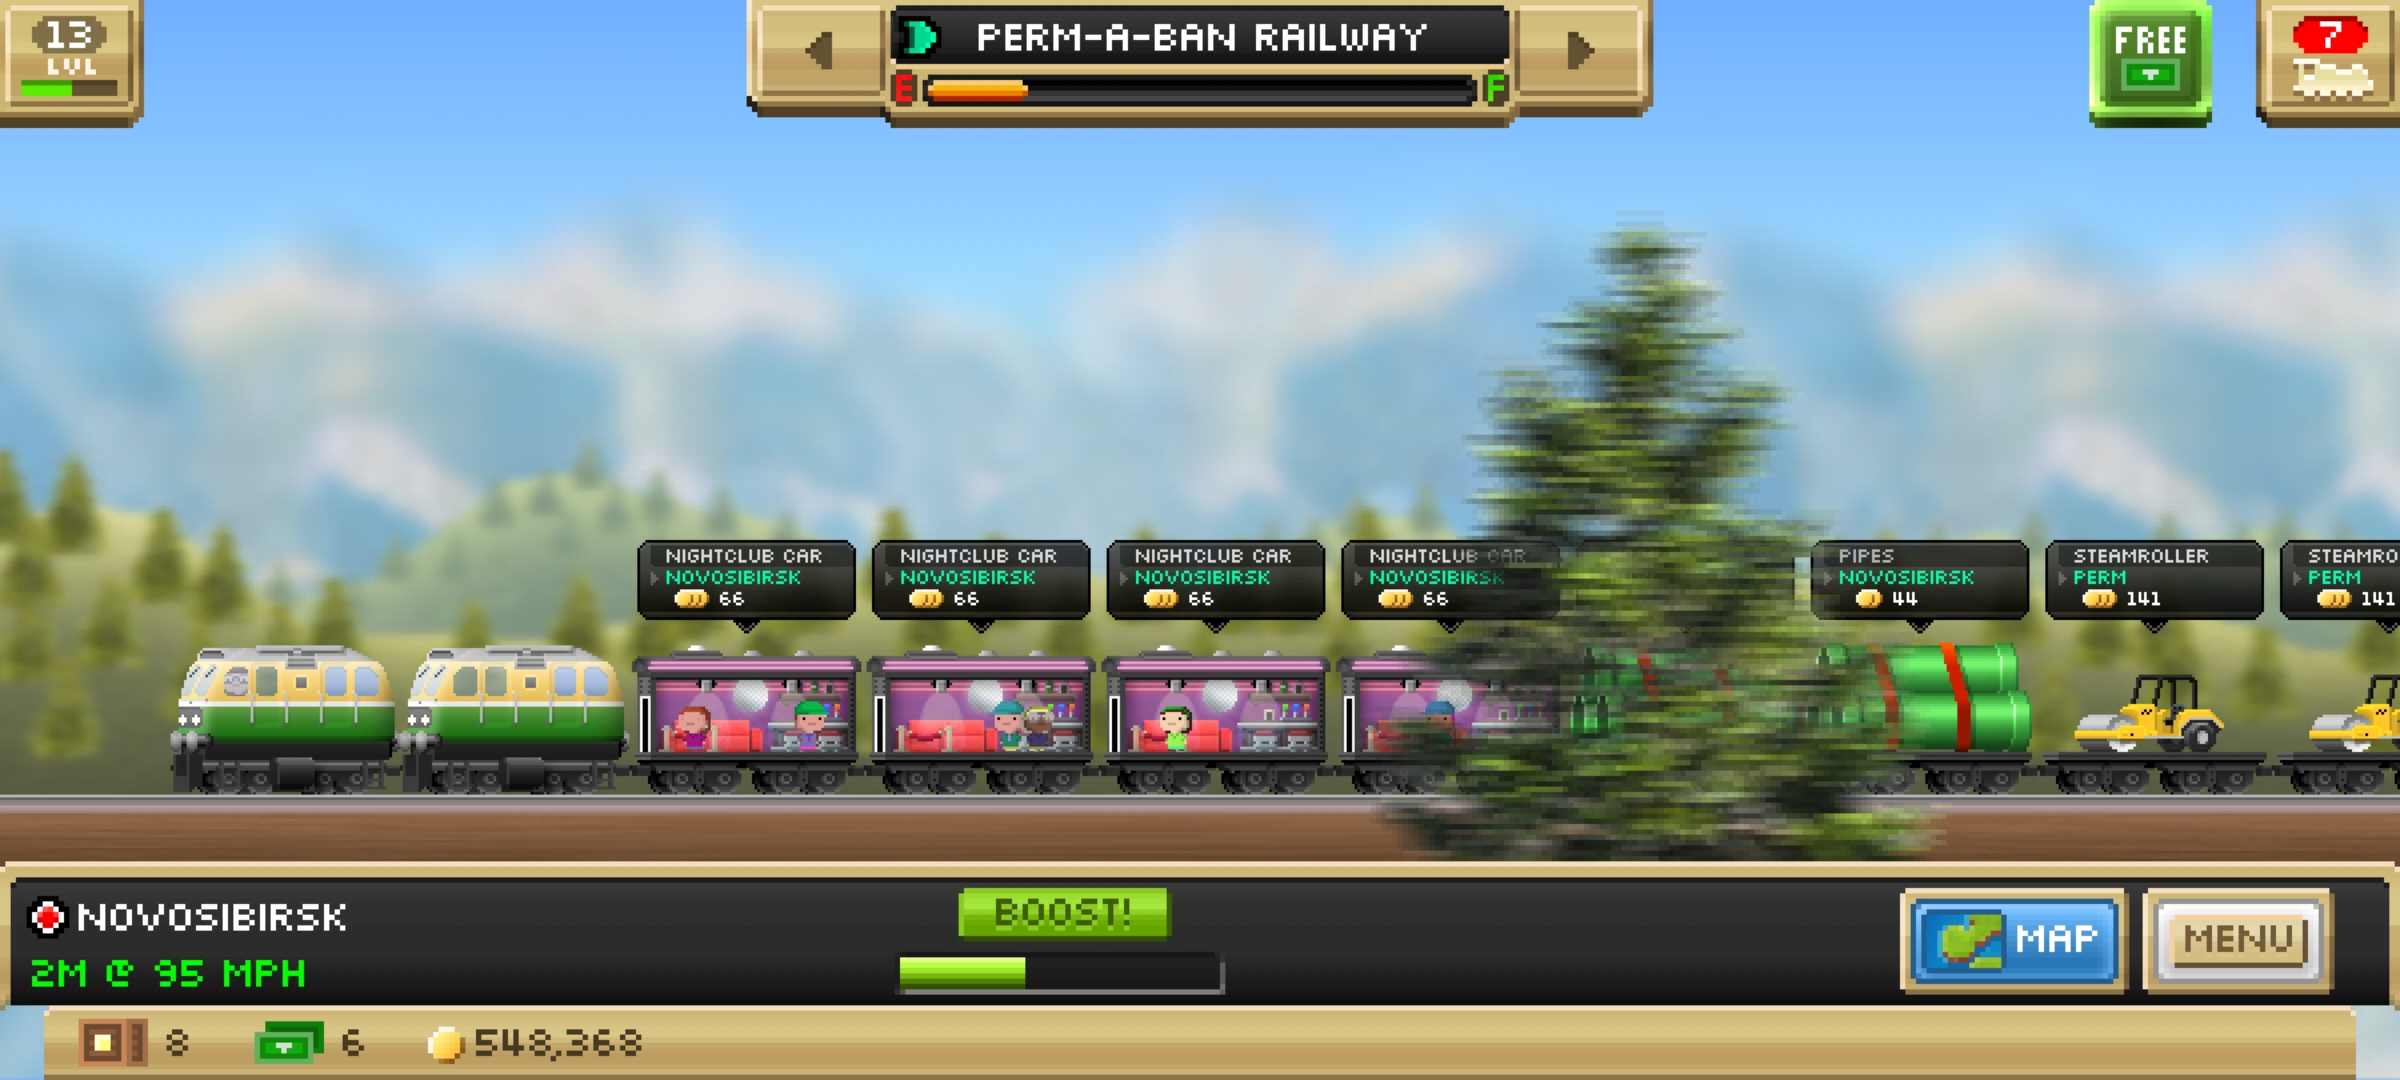 13
LVL
PERM-A-BAN RAILWAY
E F
FREE
7
NIGHTCLUB CAR
NOVOSIBIRSK
66
NIGHTCLUB CAR
NOVOSIBIRSK
66
NIGHTCLUB CAR
NOVOSIBIRSK
66
NIGHTCLUB CAR
NOVOSIBIRSK
66
PIPES
NOVOSIBIRSK
44
STEAMROLLER
PERM
141
STEAMRO
PERM
141
NOVOSIBIRSK
2M @ 95 MPH
BOOST!
MAP
MENU
8
6
548,368